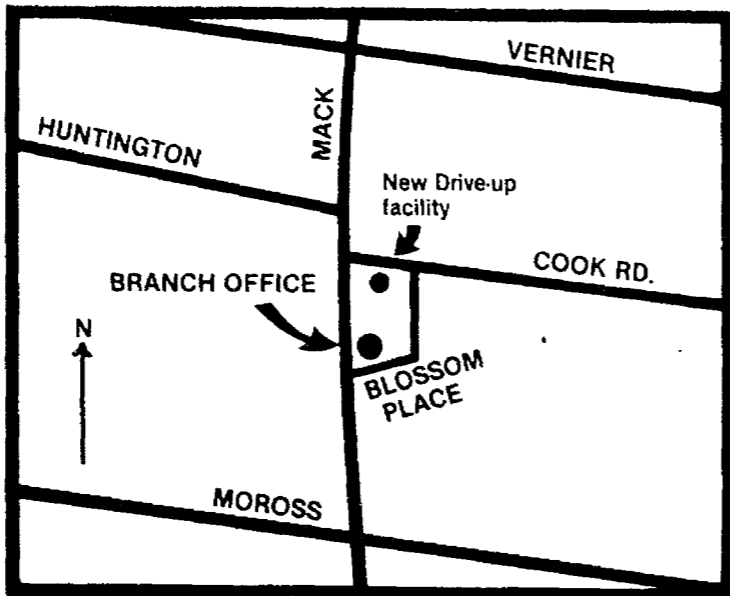 VERNIER
MACK
HUNTINGTON
New Drive-up
facility
COOK RD.
BRANCH OFFICE
N
BLOSSOM
PLACE
MOROSS